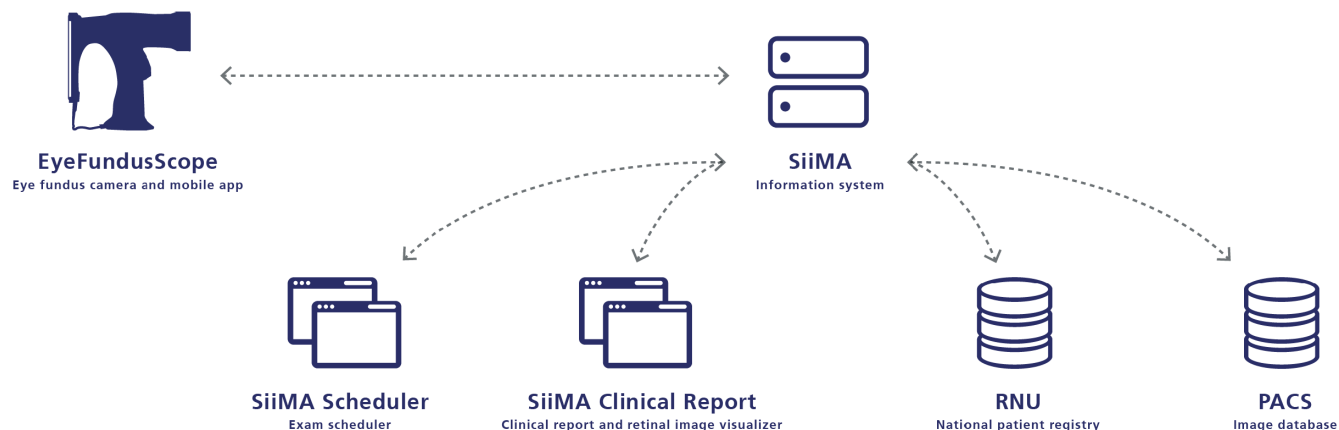 EyeFundusScope
Eye fundus camera and mobile app
SiiMA
Information system
SiiMA Scheduler
Exam scheduler
SiiMA Clinical Report
Clinical report and retinal image visualizer
RNU
National patient registry
PACS
Image database